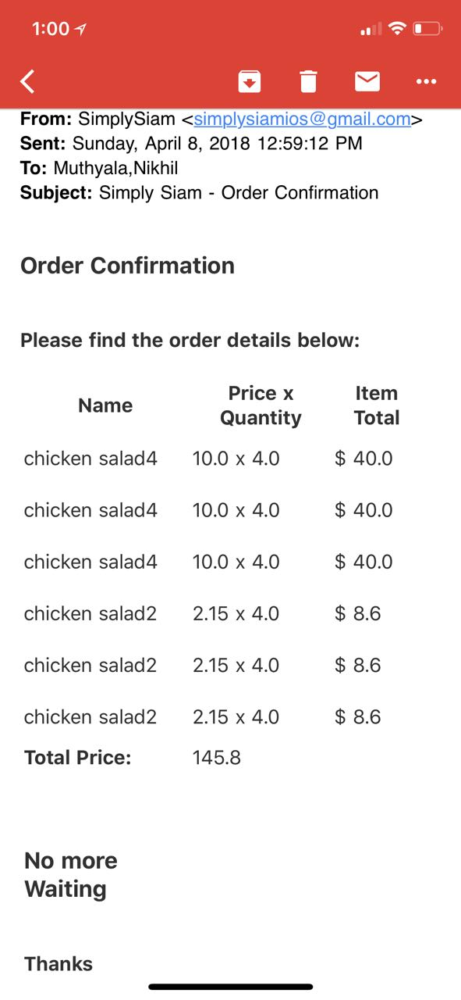 1:00
From: SimplySiam <simplysiamios@gmail.com>
Sent: Sunday, April 8, 2018 12:59:12 PM
To: Muthyala,Nikhil
Subject: Simply Siam - Order Confirmation
Order Confirmation
Please find the order details below:
Name Price x Quantity Item Total
chicken salad4 10.0 x 4.0 $ 40.0
chicken salad4 10.0 x 4.0 $ 40.0
chicken salad4 10.0 x 4.0 $ 40.0
chicken salad2 2.15 x 4.0 $ 8.6
chicken salad2 2.15 x 4.0 $ 8.6
chicken salad2 2.15 x 4.0 $ 8.6
Total Price: 145.8
No more
Waiting
Thanks